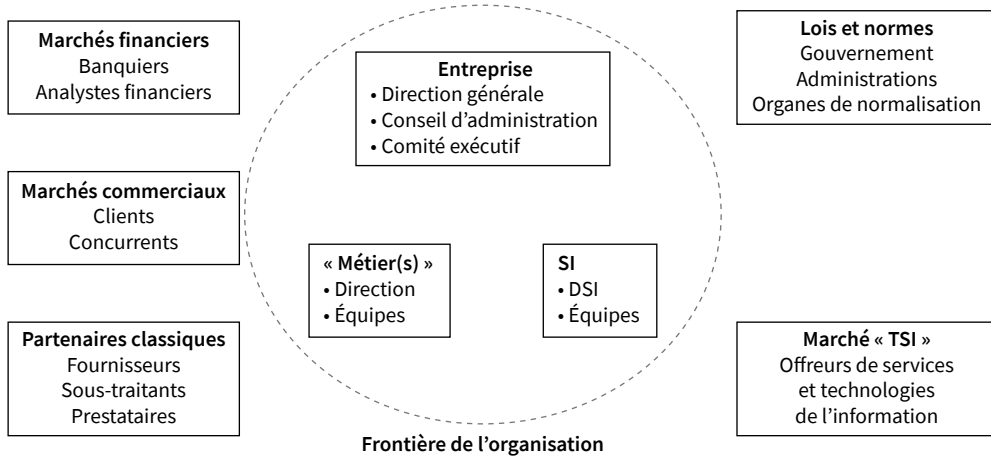 Marchés financiers
Banquiers
Analystes financiers
Marchés commerciaux
Clients
Concurrents
Partenaires classiques
Fournisseurs
Sous-traitants
Prestataires
Entreprise
• Direction générale
• Conseil d’administration
• Comité exécutif
« Métier(s) »
• Direction
• Équipes
SI
• DSI
• Équipes
Frontière de l’organisation
Lois et normes
Gouvernement
Administrations
Organes de normalisation
Marché « TSI »
Offreurs de services
et technologies
de l’information